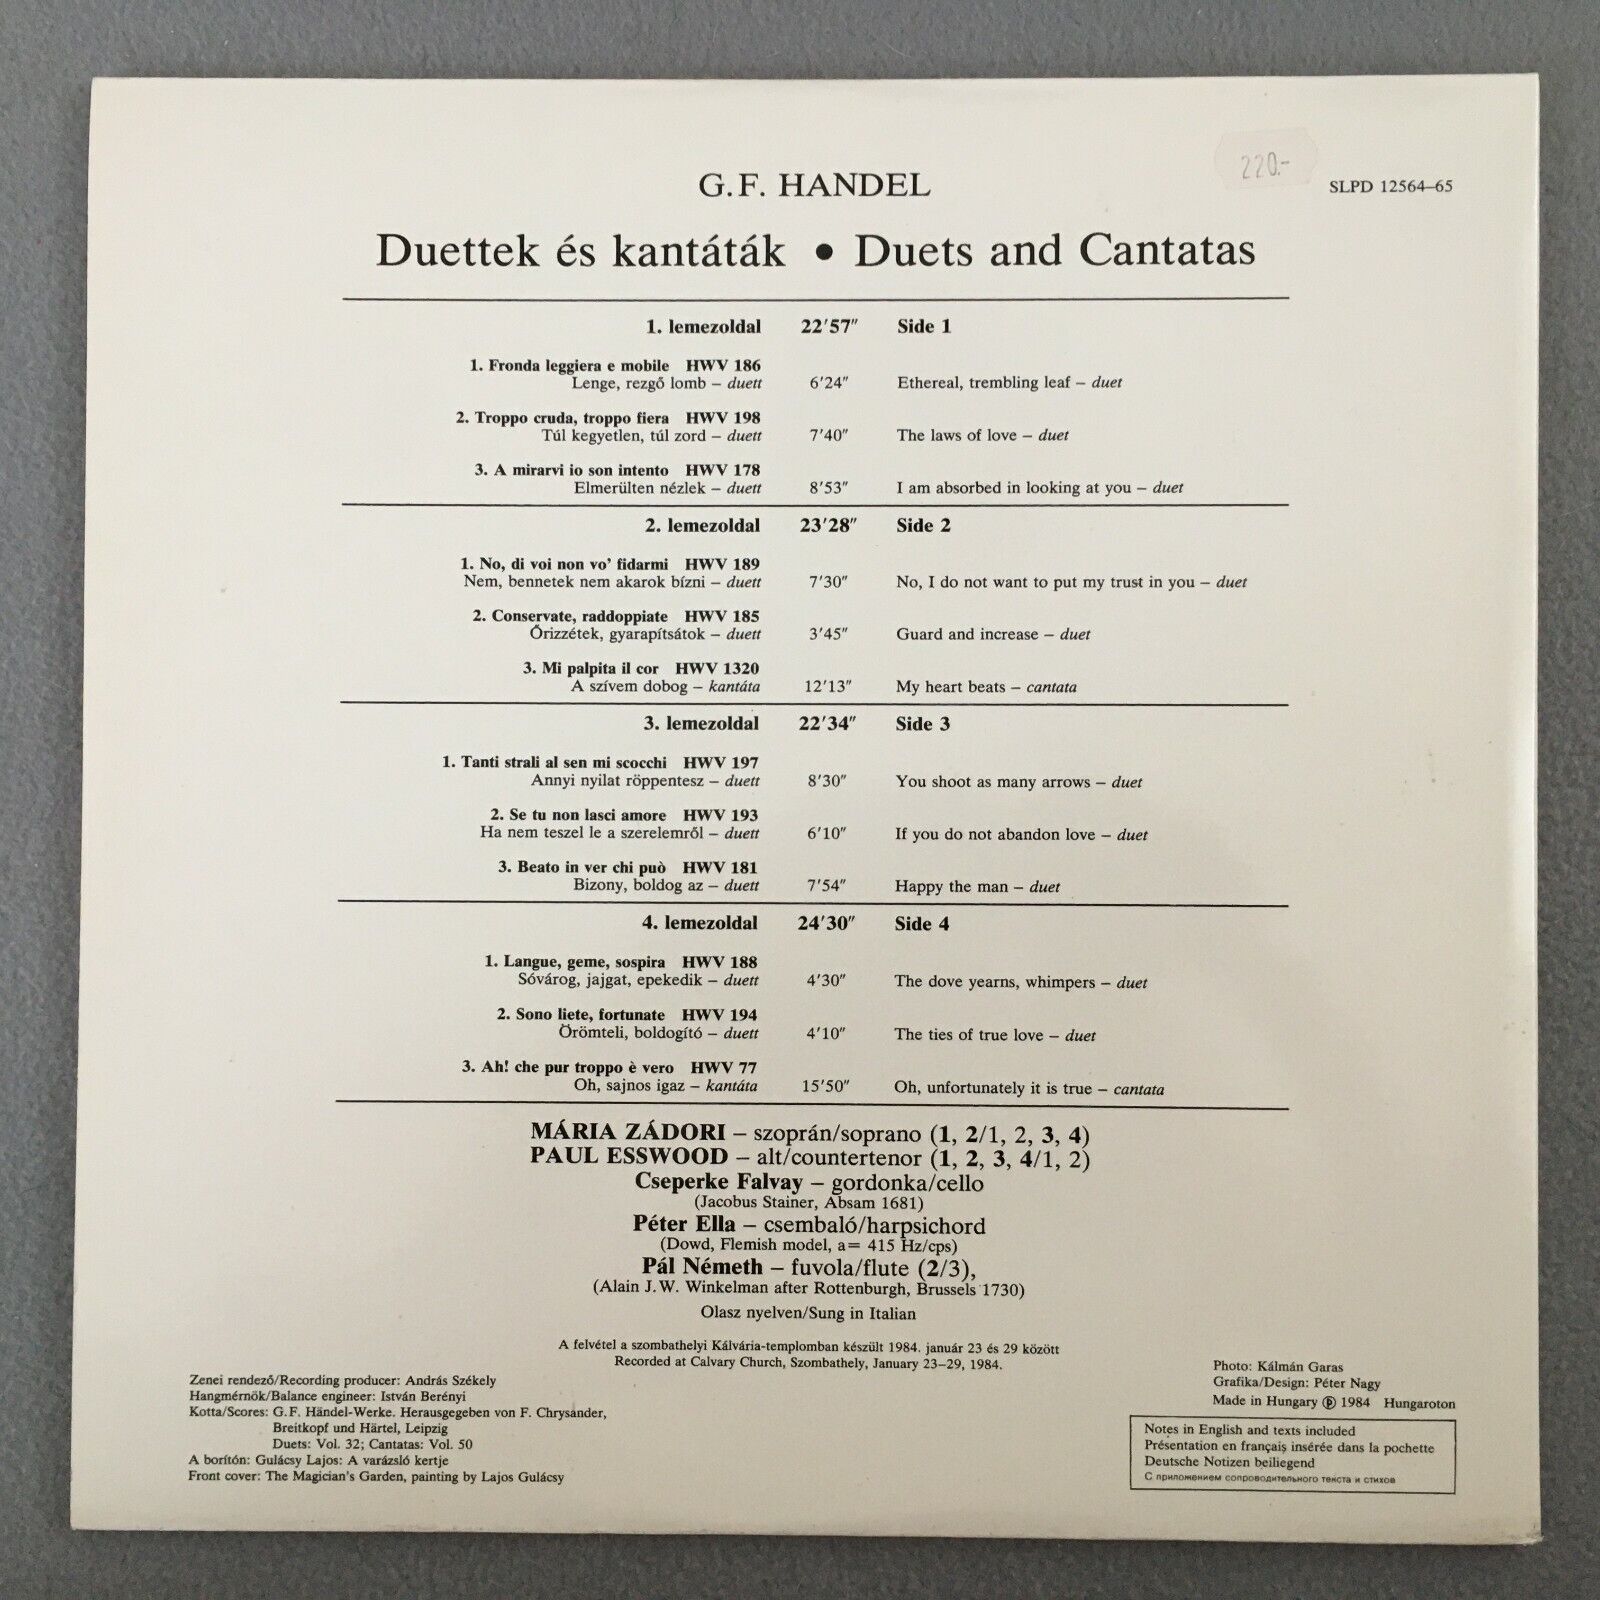 220.-
G.F. HANDEL
SLPD 12564–65
Duettek és kantáták • Duets and Cantatas
1. lemezoldal 22′57″ Side 1
1. Fronda leggiera e mobile HWV 186
Lenge, rezgő lomb – duett 6′24″ Ethereal, trembling leaf – duet
2. Troppo cruda, troppo fiera HWV 198
Túl kegyetlen, túl zord – duett 7′40″ The laws of love – duet
3. A mirarvi io son intento HWV 178
Elmerülten nézlek – duett 8′53″ I am absorbed in looking at you – duet
2. lemezoldal 23′28″ Side 2
1. No, di voi non vo’ fidarmi HWV 189
Nem, bennetek nem akarok bízni – duett 7′30″ No, I do not want to put my trust in you – duet
2. Conservate, raddoppiate HWV 185
Őrizzétek, gyarapítsátok – duett 3′45″ Guard and increase – duet
3. Mi palpita il cor HWV 1320
A szívem dobog – kantáta 12′13″ My heart beats – cantata
3. lemezoldal 22′34″ Side 3
1. Tanti strali al sen mi scocchi HWV 197
Annyi nyilat röppentesz – duett 8′30″ You shoot as many arrows – duet
2. Se tu non lasci amore HWV 193
Ha nem teszel le a szerelemről – duett 6′10″ If you do not abandon love – duet
3. Beato in ver chi può HWV 181
Bizony, boldog az – duett 7′54″ Happy the man – duet
4. lemezoldal 24′30″ Side 4
1. Langue, geme, sospira HWV 188
Sóvárog, jajgat, epekedik – duett 4′30″ The dove yearns, whimpers – duet
2. Sono liete, fortunate HWV 194
Örömteli, boldogító – duett 4′10″ The ties of true love – duet
3. Ah! che pur troppo è vero HWV 77
Oh, sajnos igaz – kantáta 15′50″ Oh, unfortunately it is true – cantata
MÁRIA ZÁDORI – szoprán/soprano (1, 2/1, 2, 3, 4)
PAUL ESSWOOD – alt/countertenor (1, 2, 3, 4/1, 2)
Cseperke Falvay – gordonka/cello
(Jacobus Stainer, Absam 1681)
Péter Ella – csembaló/harpsichord
(Dowd, Flemish model, a= 415 Hz/cps)
Pál Németh – fuvola/flute (2/3),
(Alain J.W. Winkelman after Rottenburgh, Brussels 1730)
Olasz nyelven/Sung in Italian
A felvétel a szombathelyi Kálvária-templomban készült 1984. január 23 és 29 között
Recorded at Calvary Church, Szombathely, January 23–29, 1984.
Zenei rendező/Recording producer: András Székely
Hangmérnök/Balance engineer: István Berényi
Kotta/Scores: G.F. Händel-Werke. Herausgegeben von F. Chrysander,
Breitkopf und Härtel, Leipzig
Duets: Vol. 32; Cantatas: Vol. 50
A borítón: Gulácsy Lajos: A varázsló kertje
Front cover: The Magician's Garden, painting by Lajos Gulácsy
Photo: Kálmán Garas
Grafika/Design: Péter Nagy
Made in Hungary ℗ 1984 Hungaroton
Notes in English and texts included
Présentation en français insérée dans la pochette
Deutsche Notizen beiliegend
С приложением сопроводительного текста и стихов